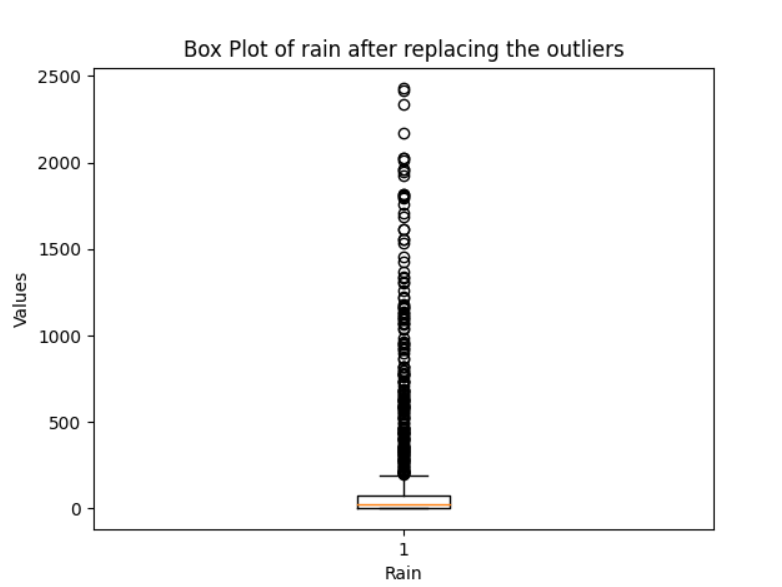 Box Plot of rain after replacing the outliers
2500
2000
1500
1000
500
0
Values
1
Rain